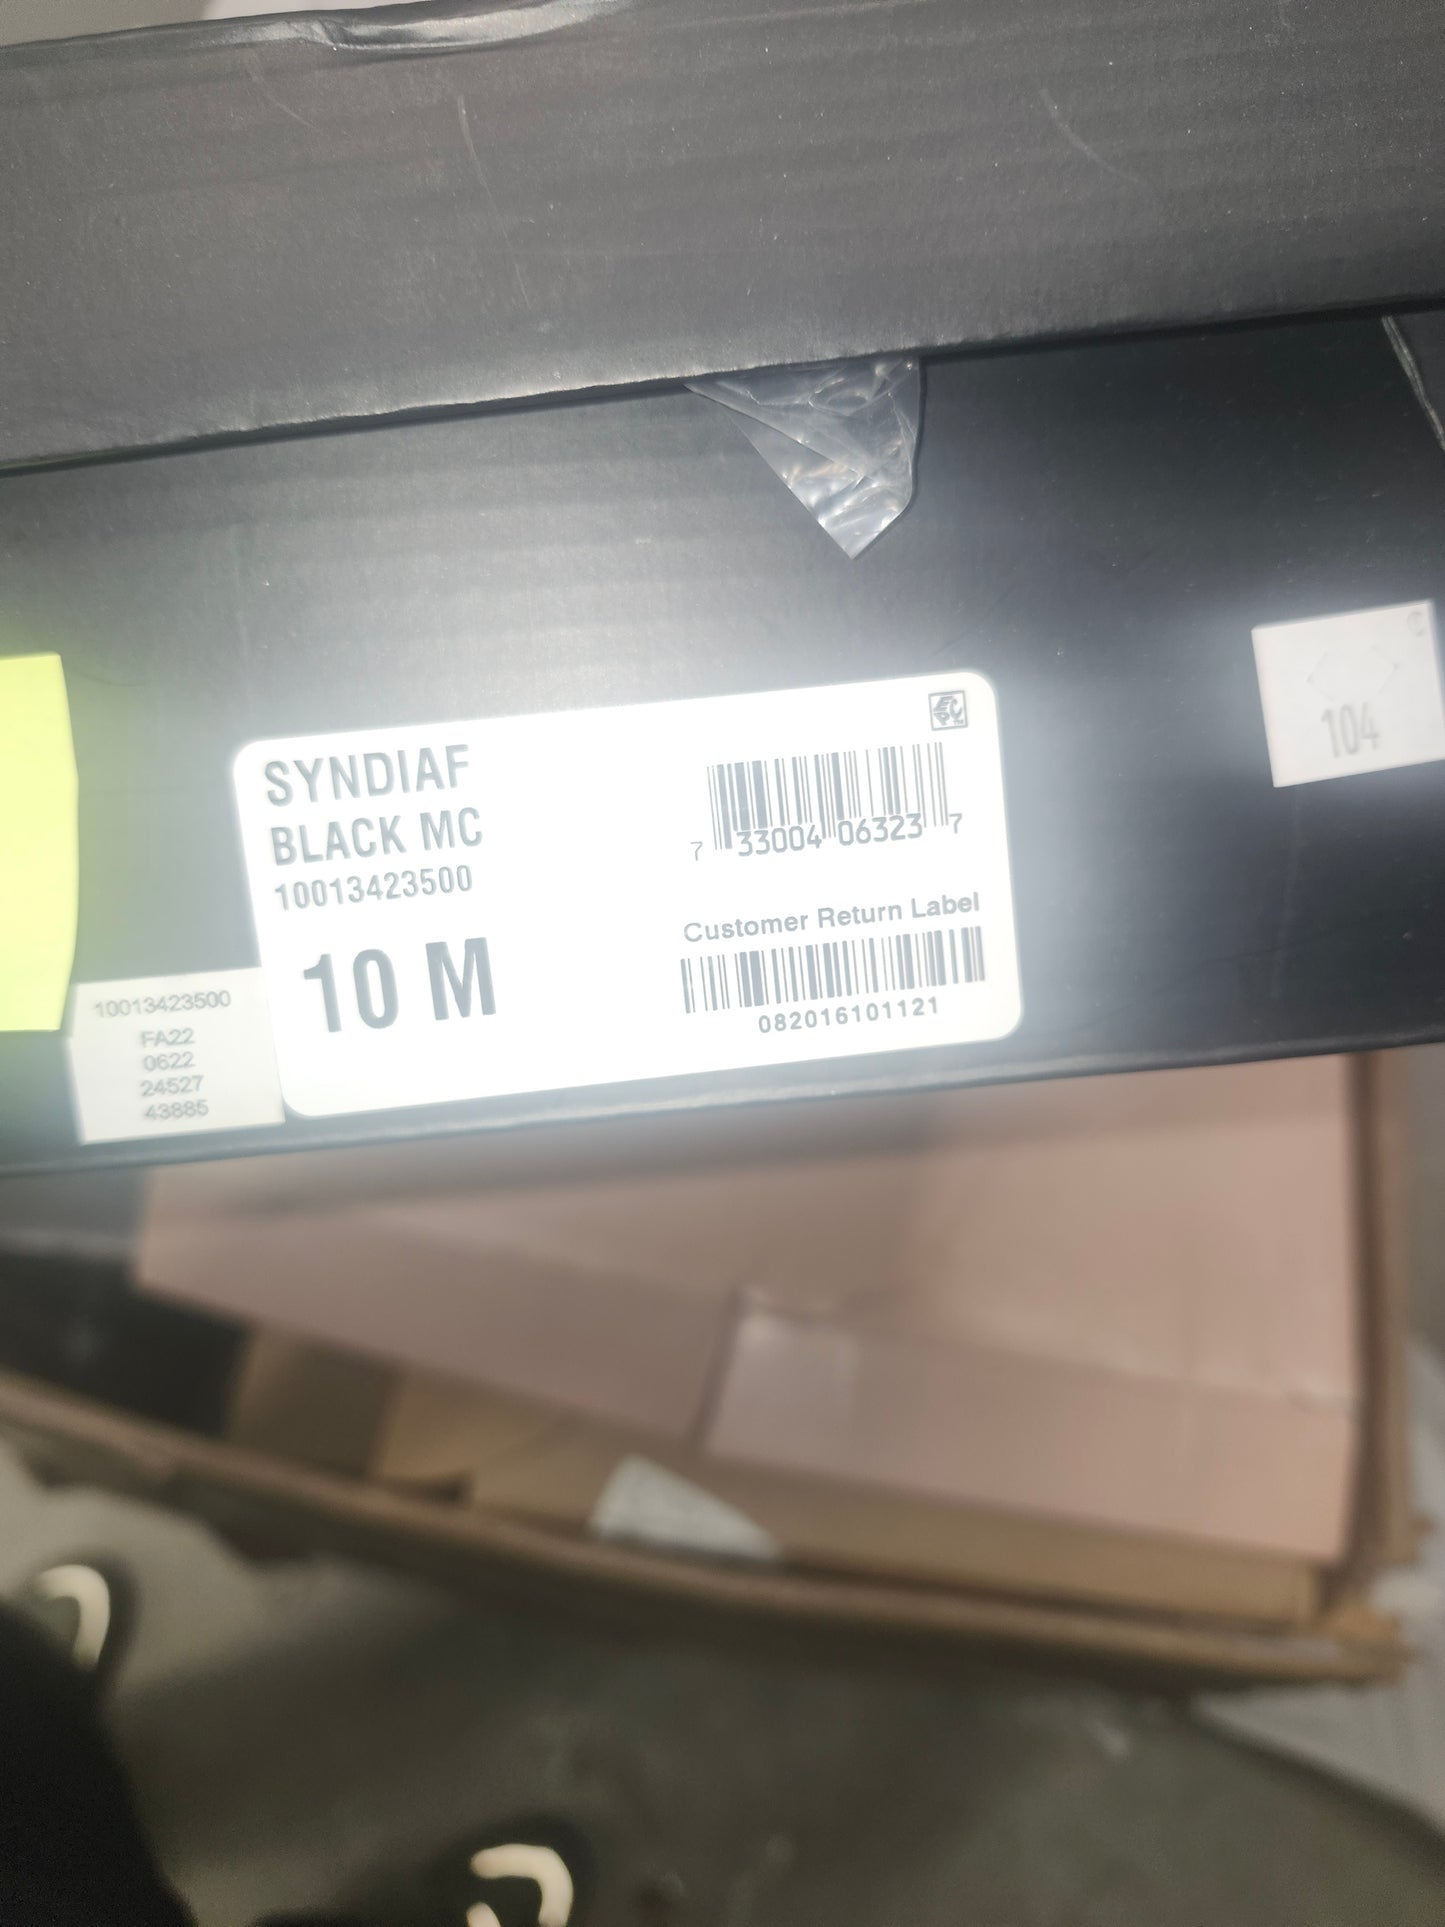 SYNDIAF
BLACK MC
10013423500
10 M
7 33004 06323 7
Customer Return Label
082016101121
10013423500
FA22
0622
24527
43885
104